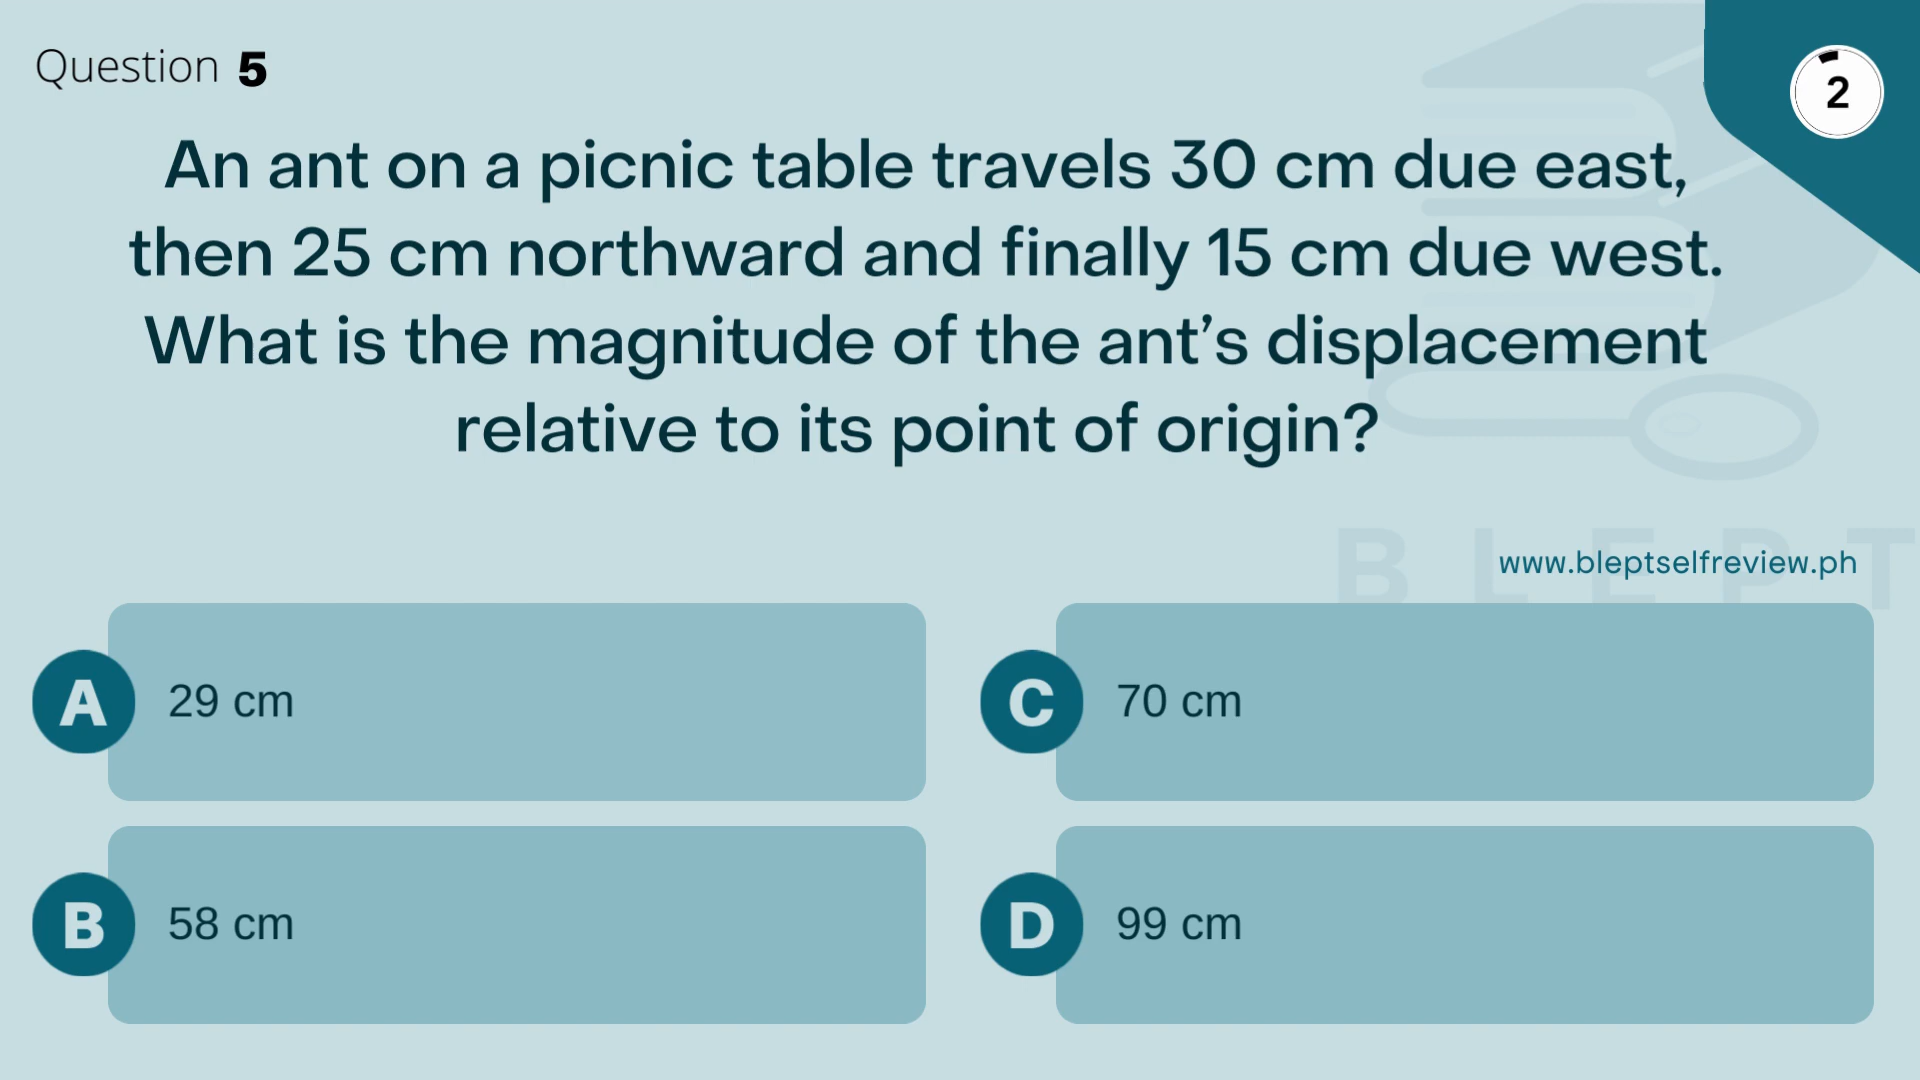 Question 5
2
An ant on a picnic table travels 30 cm due east,
then 25 cm northward and finally 15 cm due west.
What is the magnitude of the ant’s displacement
relative to its point of origin?
BLEPT
www.bleptselfreview.ph
A 29 cm
C 70 cm
B 58 cm
D 99 cm